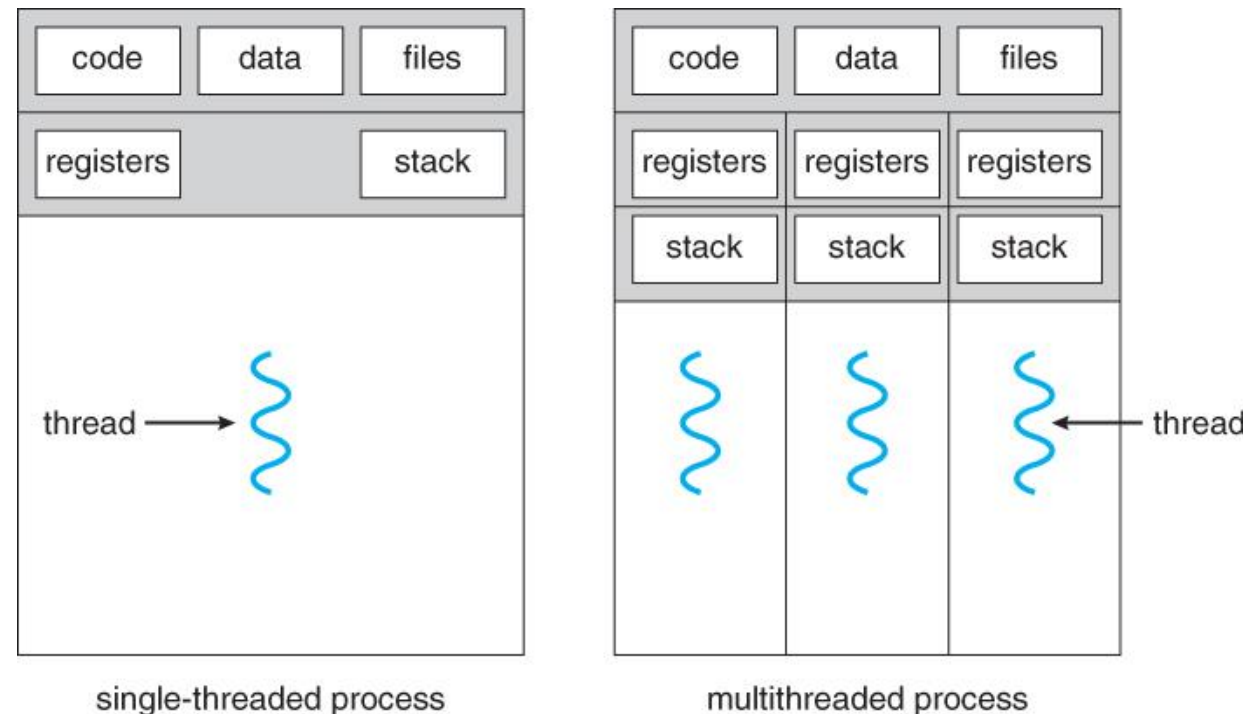 code data files
registers stack
thread
single-threaded process
code data files
registers registers registers
stack stack stack
thread
multithreaded process